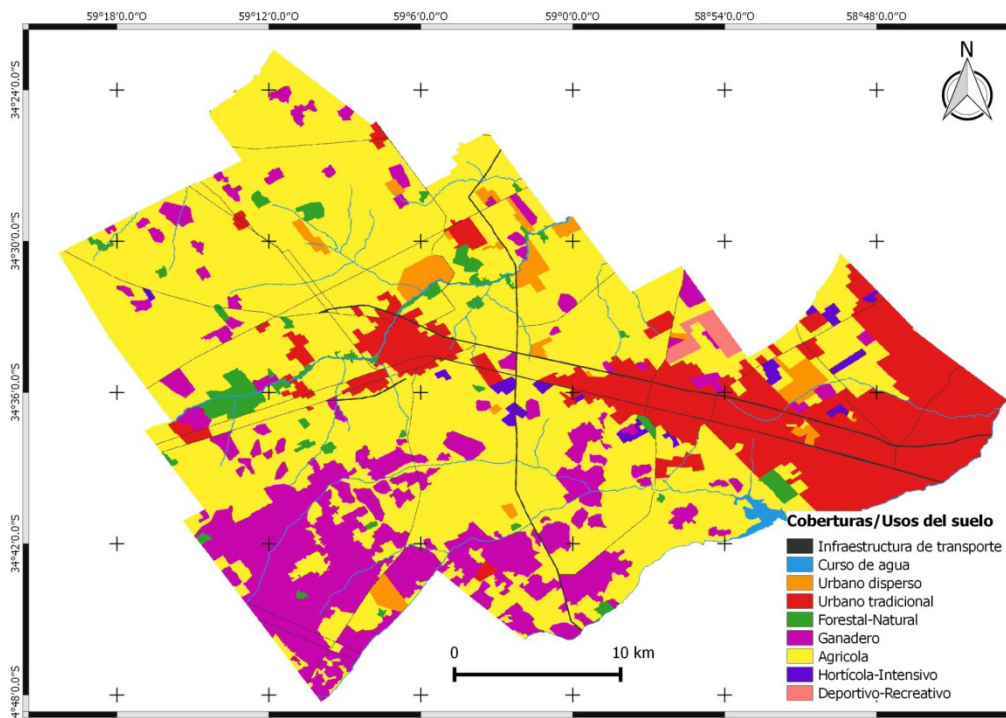 59°18'0.0"O 59°12'0.0"O 59°6'0.0"O 59°0'0.0"O 58°54'0.0"O 58°48'0.0"O
N
34°24'0.0"S
34°30'0.0"S
34°36'0.0"S
34°42'0.0"S
4°48'0.0"S
Coberturas/Usos del suelo
Infraestructura de transporte
Curso de agua
Urbano disperso
Urbano tradicional
Forestal-Natural
Ganadero
Agricola
Hortícola-Intensivo
Deportivo-Recreativo
0 10 km